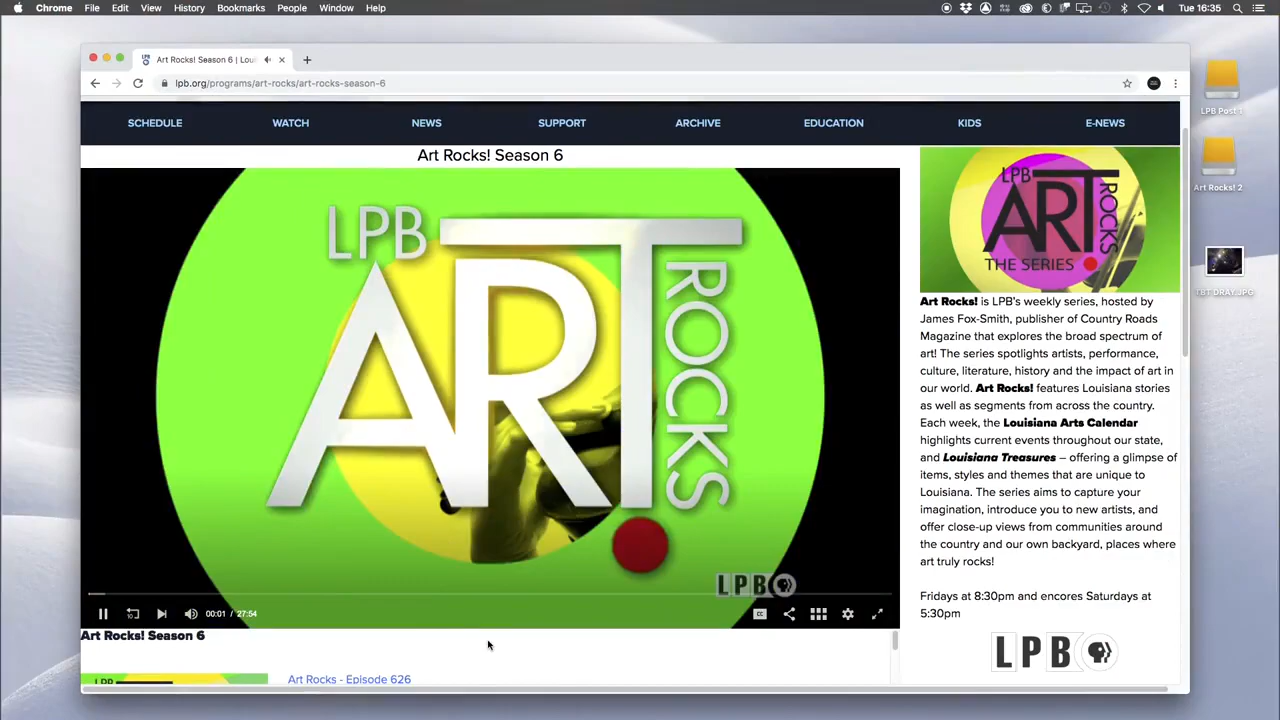 Chrome File Edit View History Bookmarks People Window Help Tue 16:35
Art Rocks! Season 6 | Loui
lpb.org/programs/art-rocks/art-rocks-season-6
SCHEDULE WATCH NEWS SUPPORT ARCHIVE EDUCATION KIDS E-NEWS
Art Rocks! Season 6
LPB
ART
ROCKS
LPB
00:01 / 27:54
CC
Art Rocks! Season 6
LPB
Art Rocks - Episode 626
LPB
ART
ROCKS
THE SERIES
Art Rocks! is LPB's weekly series, hosted by
James Fox-Smith, publisher of Country Roads
Magazine that explores the broad spectrum of
art! The series spotlights artists, performance,
culture, literature, history and the impact of art in
our world. Art Rocks! features Louisiana stories
as well as segments from across the country.
Each week, the Louisiana Arts Calendar
highlights current events throughout our state,
and Louisiana Treasures – offering a glimpse of
items, styles and themes that are unique to
Louisiana. The series aims to capture your
imagination, introduce you to new artists, and
offer close-up views from communities around
the country and our own backyard, places where
art truly rocks!
Fridays at 8:30pm and encores Saturdays at
5:30pm
LPB
LPB Post 1
Art Rocks! 2
TBT DRAY.JPG